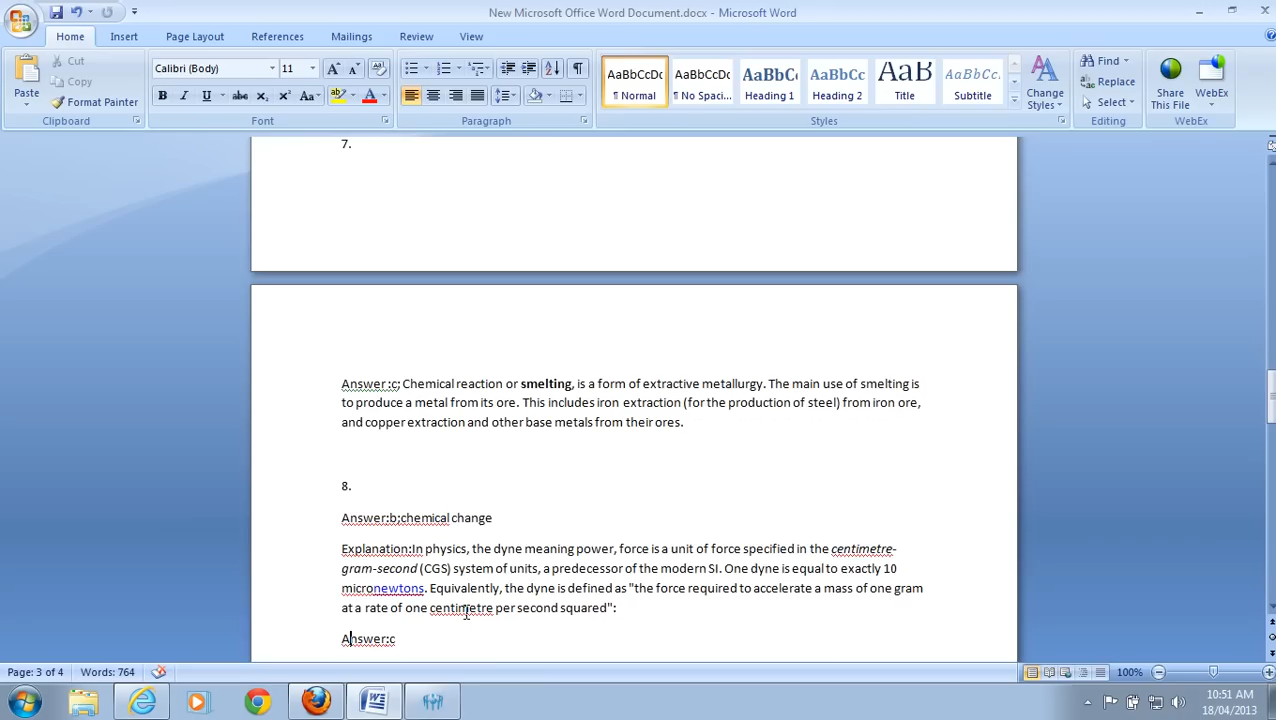 New Microsoft Office Word Document.docx - Microsoft Word
Home Insert Page Layout References Mailings Review View
Paste
Cut
Copy
Format Painter
Clipboard
Calibri (Body) 11
B I U abc x₂ x² Aa
Font
Paragraph
AaBbCcDc AaBbCcDc AaBbC( AaBbCc AaB AaBbCc.
¶ Normal ¶ No Spaci... Heading 1 Heading 2 Title Subtitle
Change Styles
Styles
Find
Replace
Select
Editing
Share This File
WebEx
WebEx
7.
Answer :c; Chemical reaction or smelting, is a form of extractive metallurgy. The main use of smelting is
to produce a metal from its ore. This includes iron extraction (for the production of steel) from iron ore,
and copper extraction and other base metals from their ores.
8.
Answer:b;chemical change
Explanation:In physics, the dyne meaning power, force is a unit of force specified in the centimetre-
gram-second (CGS) system of units, a predecessor of the modern SI. One dyne is equal to exactly 10
micronewtons. Equivalently, the dyne is defined as "the force required to accelerate a mass of one gram
at a rate of one centimetre per second squared":
Answer:c
Page: 3 of 4 Words: 764 100%
10:51 AM
18/04/2013